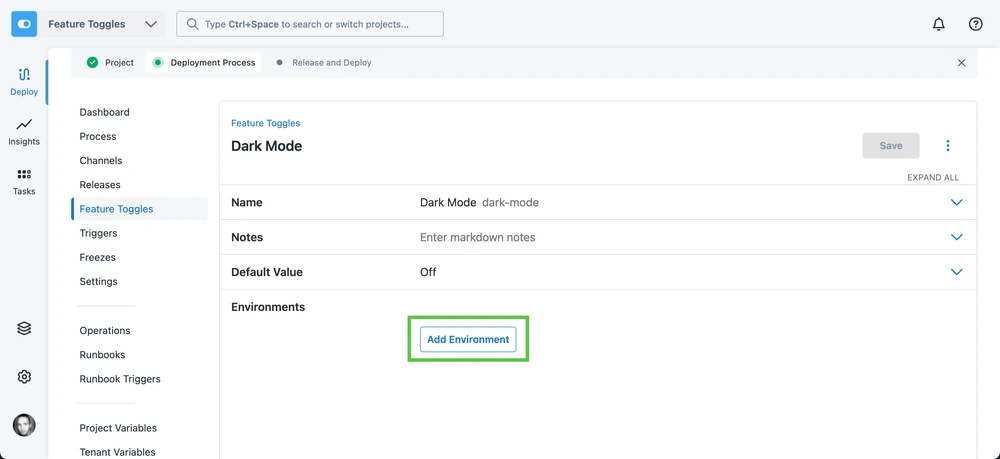 Feature Toggles
Type Ctrl+Space to search or switch projects...
Project
Deployment Process
Release and Deploy
Deploy
Insights
Tasks
Dashboard
Process
Channels
Releases
Feature Toggles
Triggers
Freezes
Settings
Operations
Runbooks
Runbook Triggers
Project Variables
Tenant Variables
Feature Toggles
Dark Mode
Save
EXPAND ALL
Name Dark Mode dark-mode
Notes Enter markdown notes
Default Value Off
Environments
Add Environment